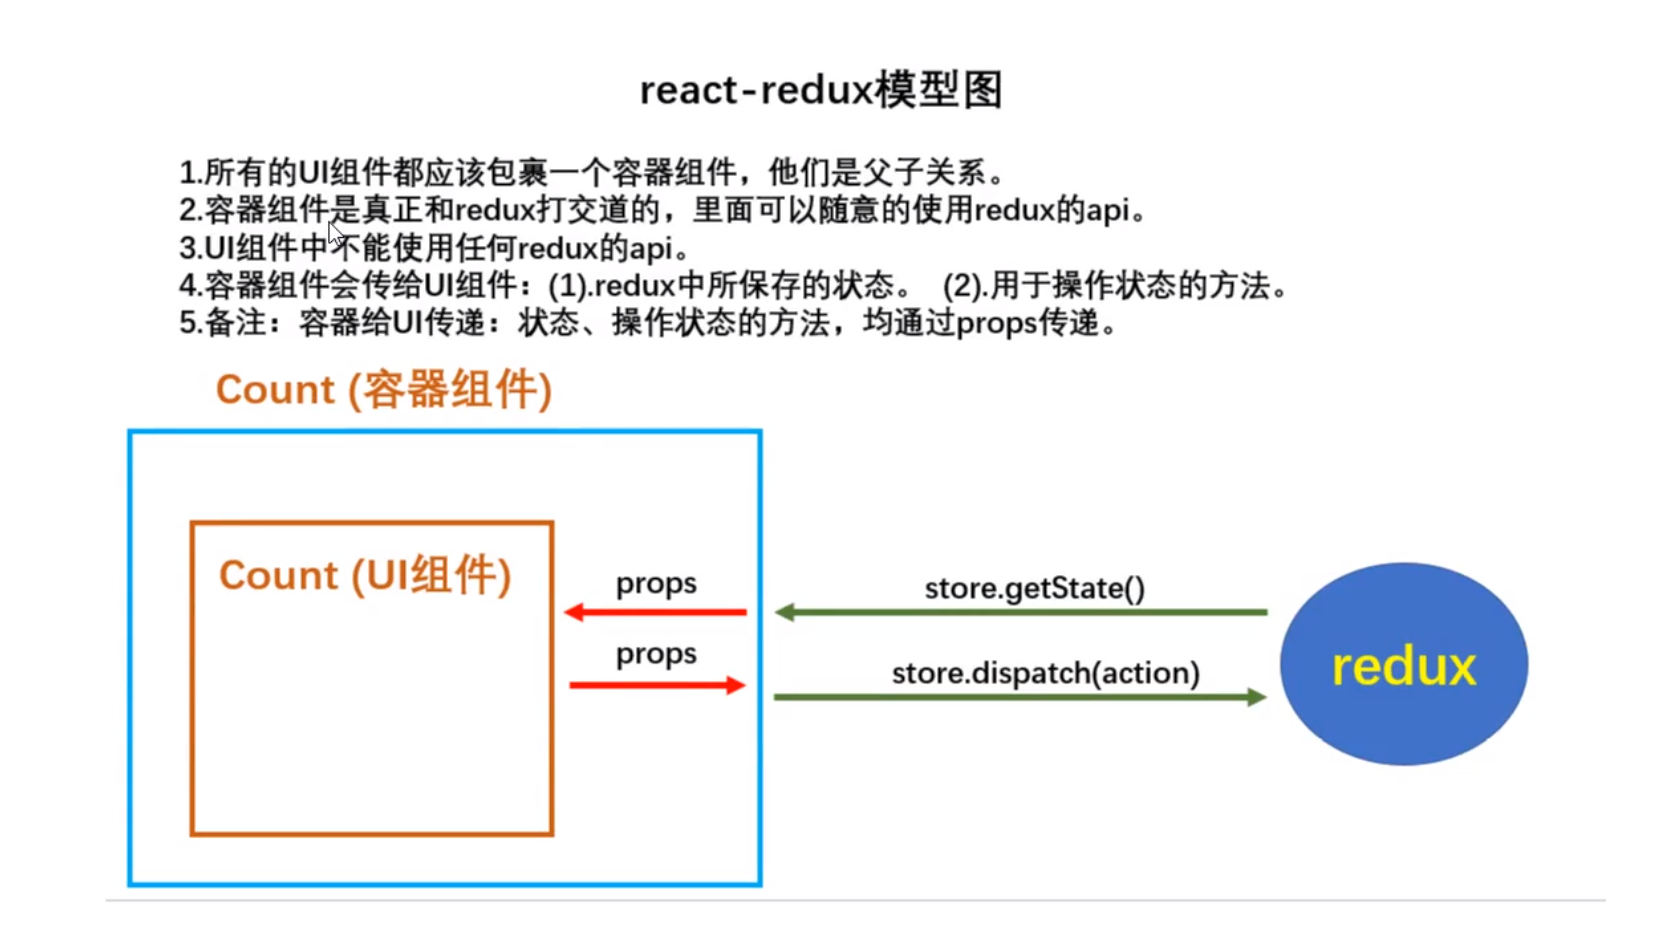 react-redux模型图
1.所有的UI组件都应该包裹一个容器组件，他们是父子关系。
2.容器组件是真正和redux打交道的，里面可以随意的使用redux的api。
3.UI组件中不能使用任何redux的api。
4.容器组件会传给UI组件：(1).redux中所保存的状态。 (2).用于操作状态的方法。
5.备注：容器给UI传递：状态、操作状态的方法，均通过props传递。
Count (容器组件)
Count (UI组件)
props
store.getState()
props
store.dispatch(action)
redux